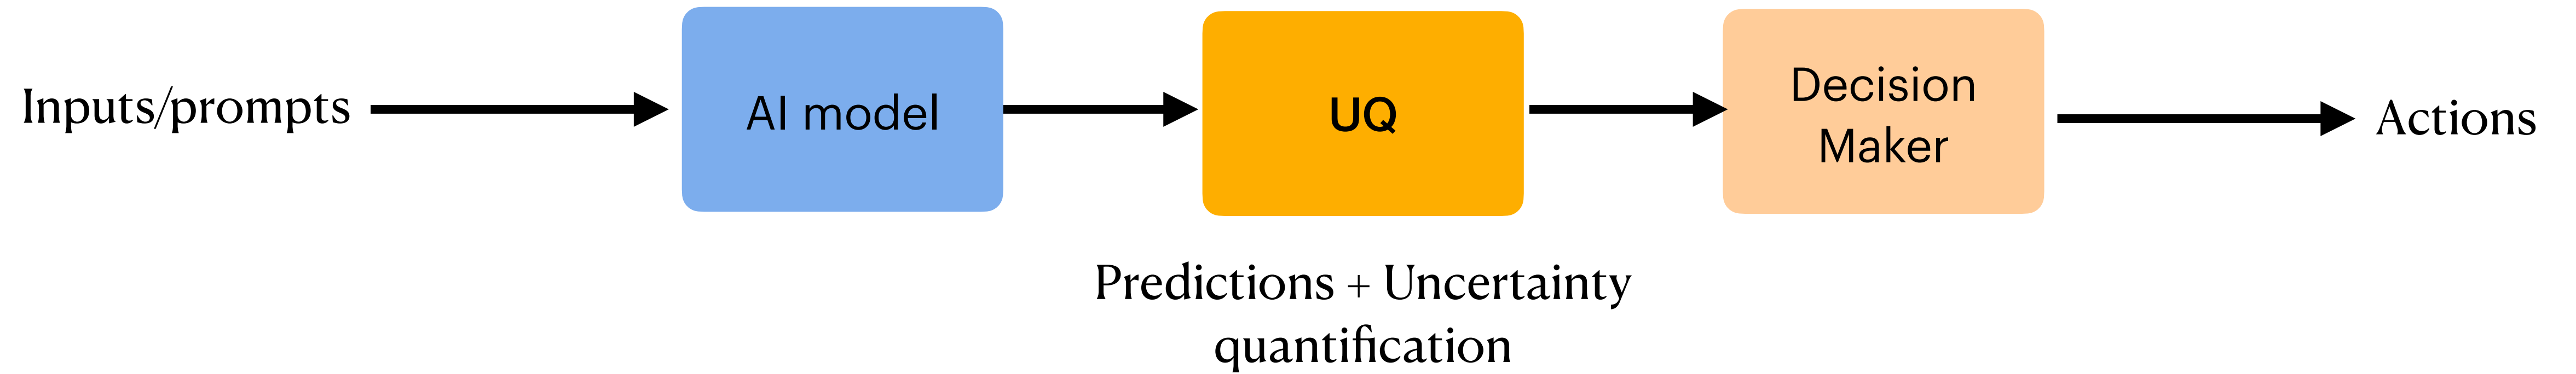 Inputs/prompts
AI model
UQ
Decision
Maker
Actions
Predictions + Uncertainty
quantification